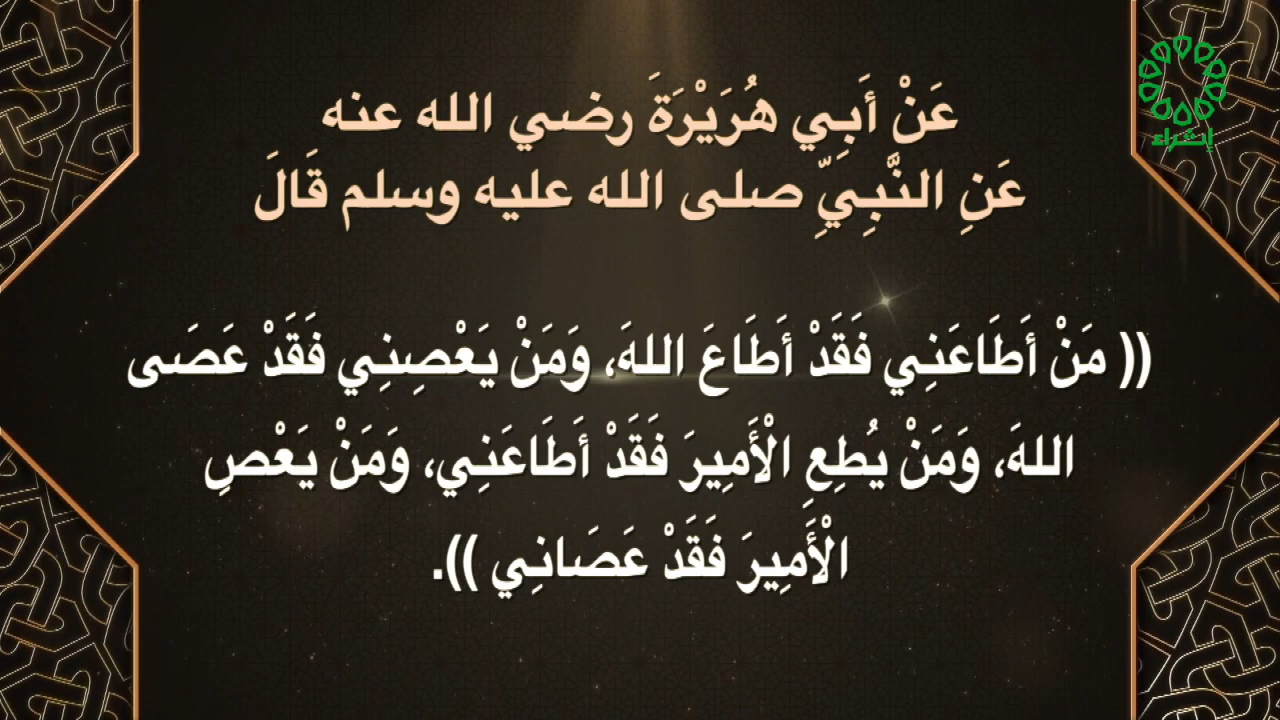 إثراء
عَنْ أَبِي هُرَيْرَةَ رضي الله عنه
عَنِ النَّبِيِّ صلى الله عليه وسلم قَالَ
(( مَنْ أَطَاعَنِي فَقَدْ أَطَاعَ اللهَ، وَمَنْ يَعْصِنِي فَقَدْ عَصَى
اللهَ، وَمَنْ يُطِعِ الْأَمِيرَ فَقَدْ أَطَاعَنِي، وَمَنْ يَعْصِ
الْأَمِيرَ فَقَدْ عَصَانِي )).